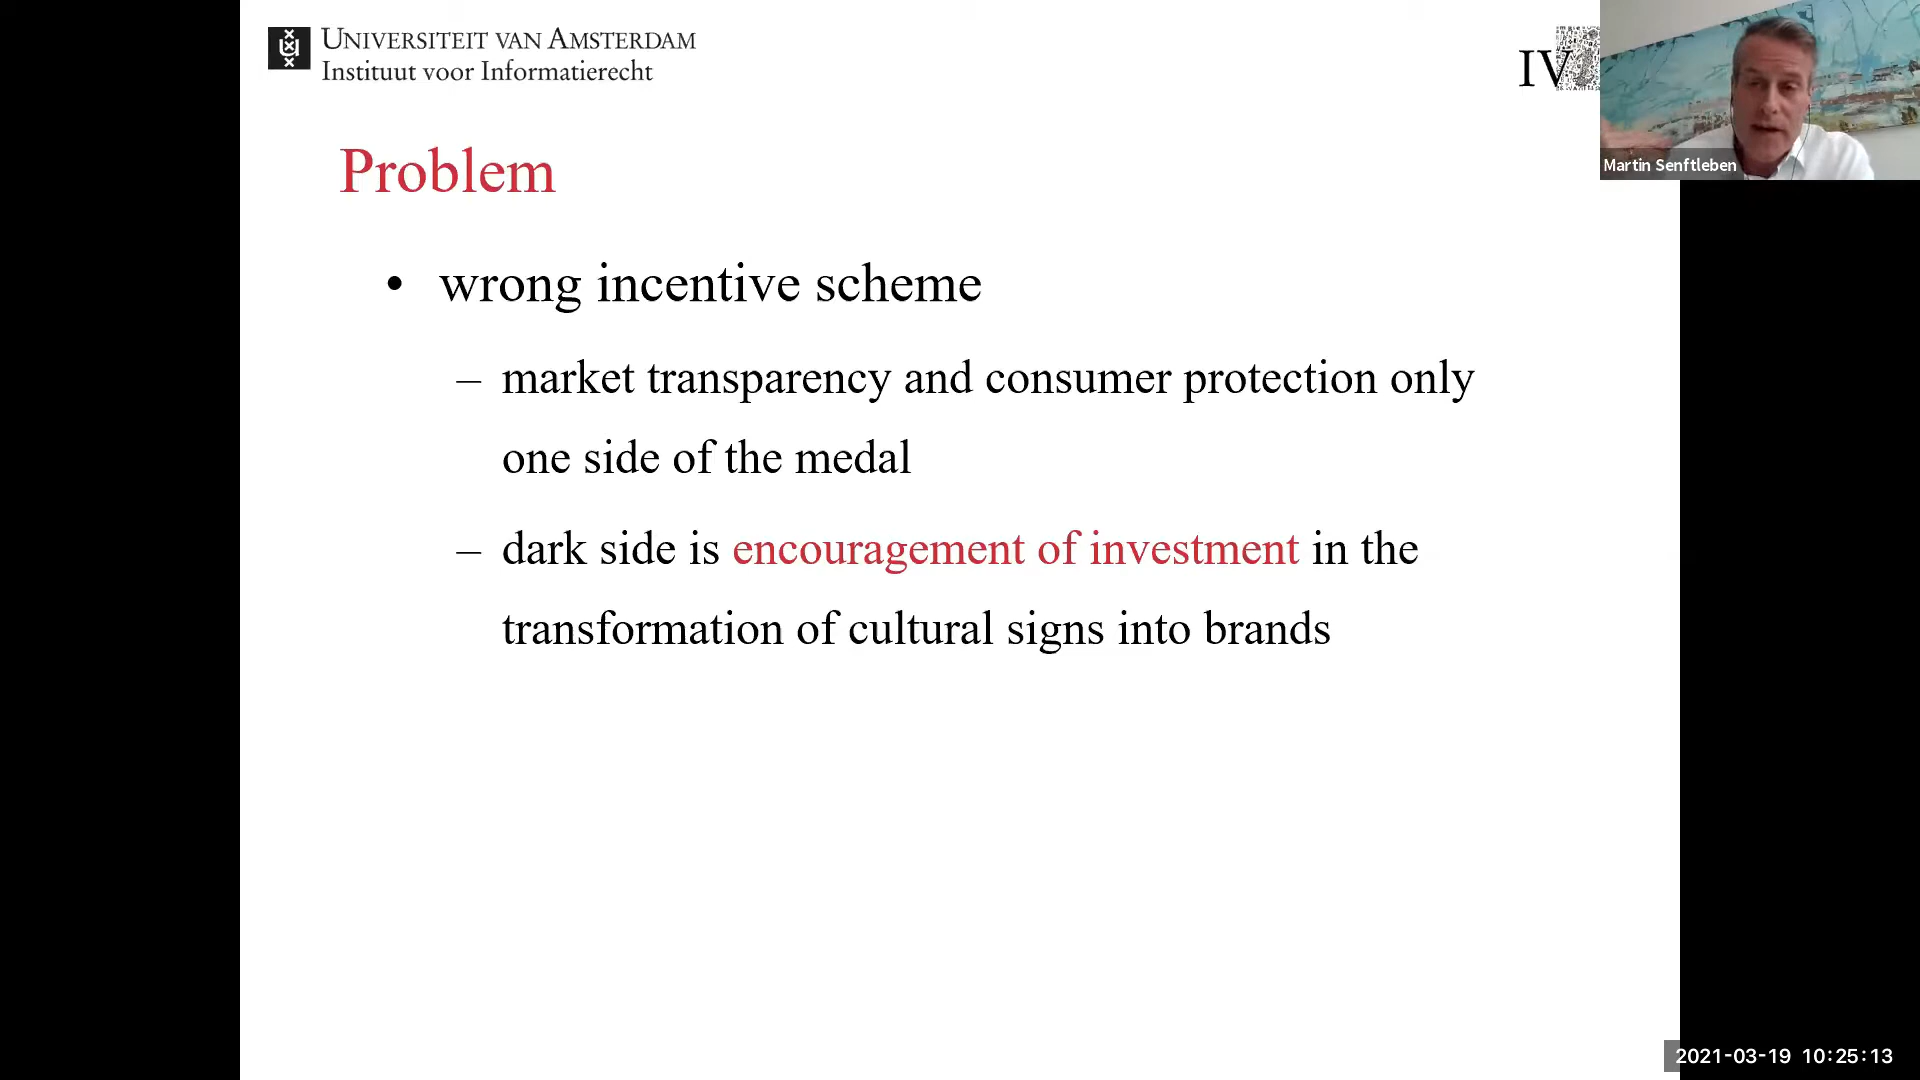 UNIVERSITEIT VAN AMSTERDAM
Instituut voor Informatierecht
IV
Martin Senftleben
Problem
• wrong incentive scheme
– market transparency and consumer protection only
one side of the medal
– dark side is encouragement of investment in the
transformation of cultural signs into brands
2021-03-19 10:25:13